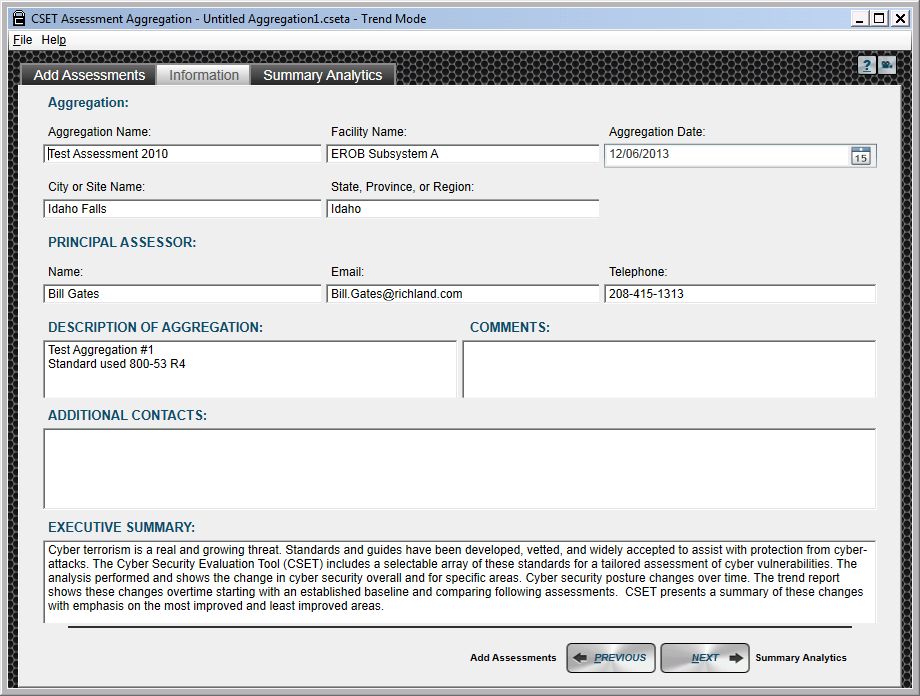 CSET Assessment Aggregation - Untitled Aggregation1.cseta - Trend Mode
File Help
Add Assessments Information Summary Analytics
?
Aggregation:
Aggregation Name: Facility Name: Aggregation Date:
Test Assessment 2010 EROB Subsystem A 12/06/2013 15
City or Site Name: State, Province, or Region:
Idaho Falls Idaho
PRINCIPAL ASSESSOR:
Name: Email: Telephone:
Bill Gates Bill.Gates@richland.com 208-415-1313
DESCRIPTION OF AGGREGATION: COMMENTS:
Test Aggregation #1
Standard used 800-53 R4
ADDITIONAL CONTACTS:
EXECUTIVE SUMMARY:
Cyber terrorism is a real and growing threat. Standards and guides have been developed, vetted, and widely accepted to assist with protection from cyber-
attacks. The Cyber Security Evaluation Tool (CSET) includes a selectable array of these standards for a tailored assessment of cyber vulnerabilities. The
analysis performed and shows the change in cyber security overall and for specific areas. Cyber security posture changes over time. The trend report
shows these changes overtime starting with an established baseline and comparing following assessments.  CSET presents a summary of these changes
with emphasis on the most improved and least improved areas.
Add Assessments PREVIOUS NEXT Summary Analytics